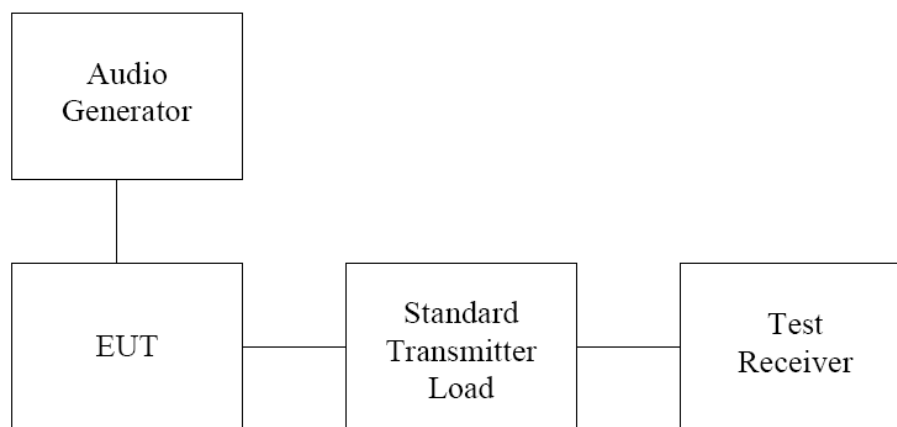 Audio
Generator
EUT
Standard
Transmitter
Load
Test
Receiver